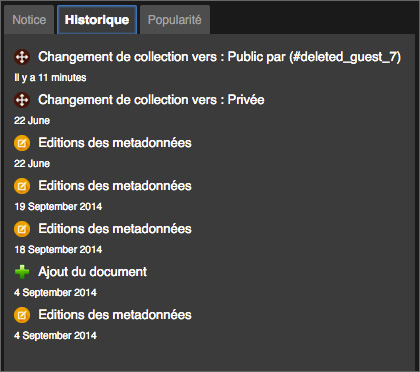 Notice Historique Popularité
Changement de collection vers : Public par (#deleted_guest_7)
Il y a 11 minutes
Changement de collection vers : Privée
22 June
Editions des metadonnées
22 June
Editions des metadonnées
19 September 2014
Editions des metadonnées
18 September 2014
Ajout du document
4 September 2014
Editions des metadonnées
4 September 2014